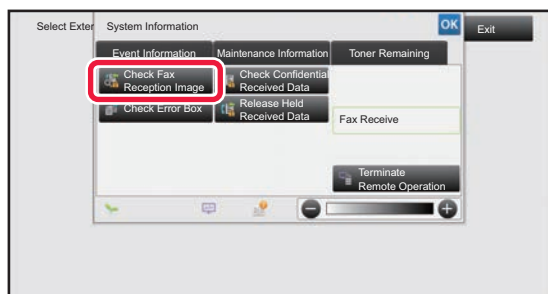 Select Exter
System Information
OK
Exit
Event Information
Maintenance Information
Toner Remaining
Check Fax
Reception Image
Check Confidential
Received Data
Check Error Box
Release Held
Received Data
Fax Receive
Terminate
Remote Operation